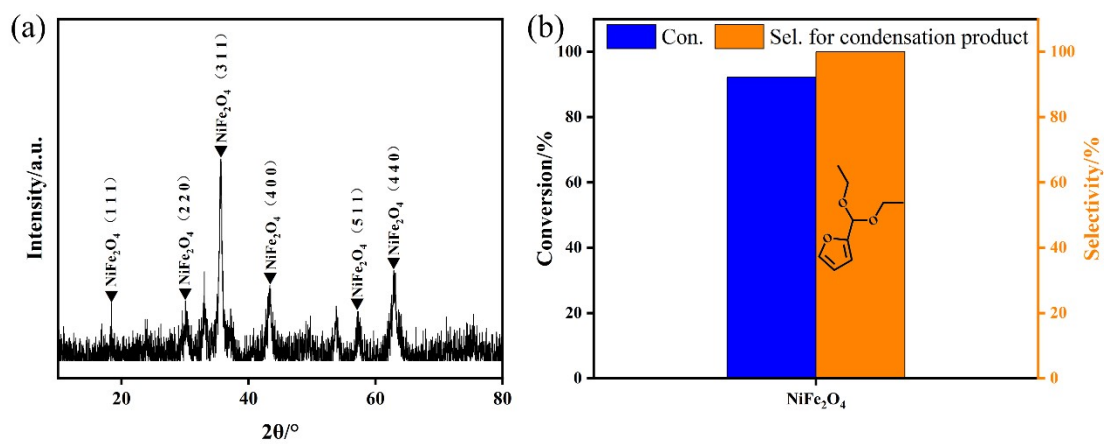 (a)
Intensity/a.u.
NiFe₂O₄（1 1 1）
NiFe₂O₄（2 2 0）
NiFe₂O₄（3 1 1）
NiFe₂O₄（4 0 0）
NiFe₂O₄（5 1 1）
NiFe₂O₄（4 4 0）
20
40
60
80
2θ/°
(b)
Con.
Sel. for condensation product
Conversion/%
100
80
60
40
20
0
O
O
O
NiFe₂O₄
100
80
60
40
20
0
Selectivity/%